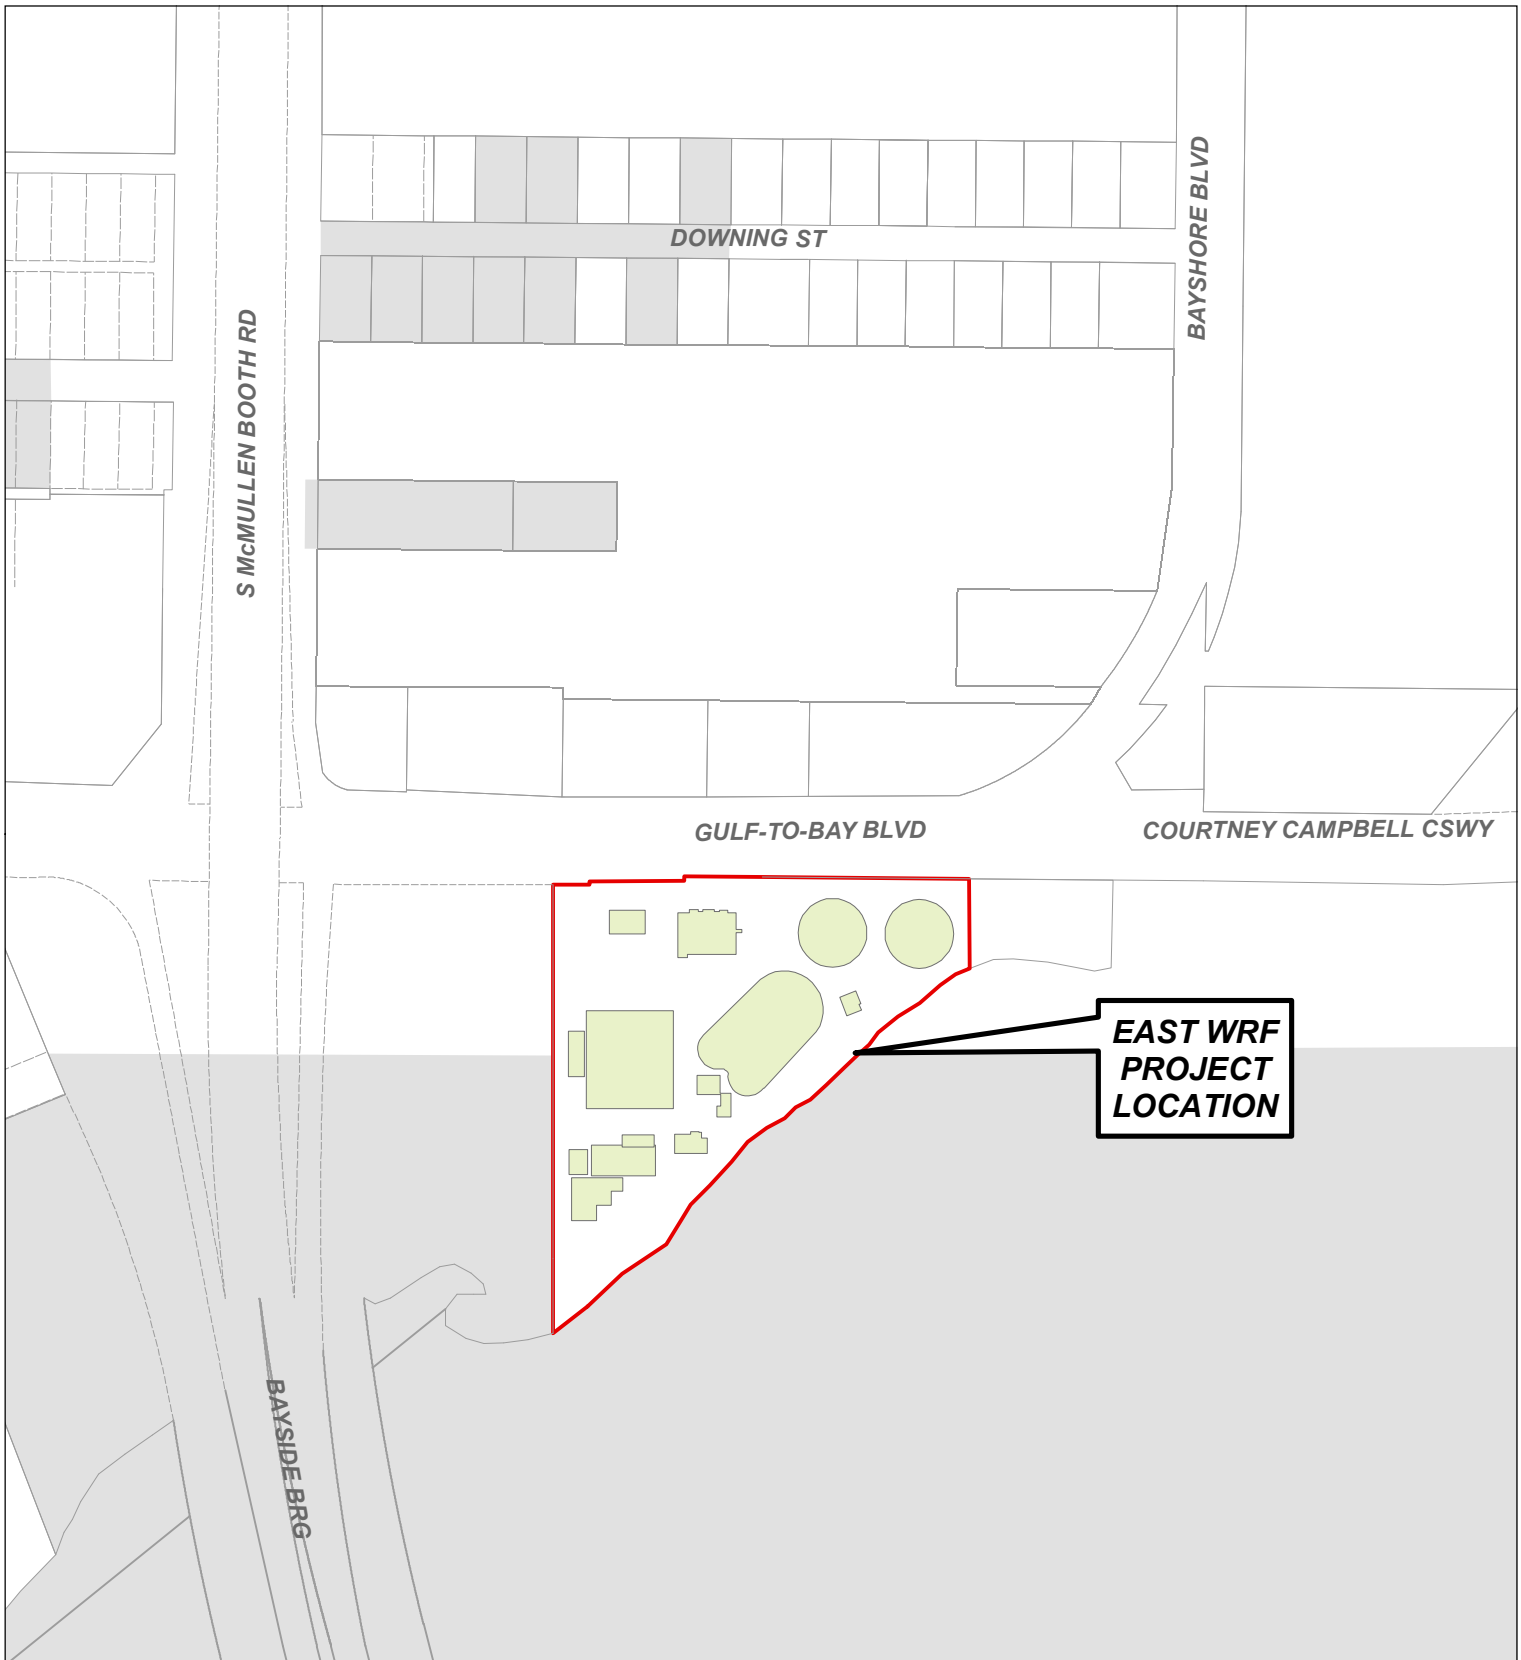 DOWNING ST
BAYSHORE BLVD
S McMULLEN BOOTH RD
GULF-TO-BAY BLVD
COURTNEY CAMPBELL CSWY
EAST WRF
PROJECT
LOCATION
BAYSIDE BRG